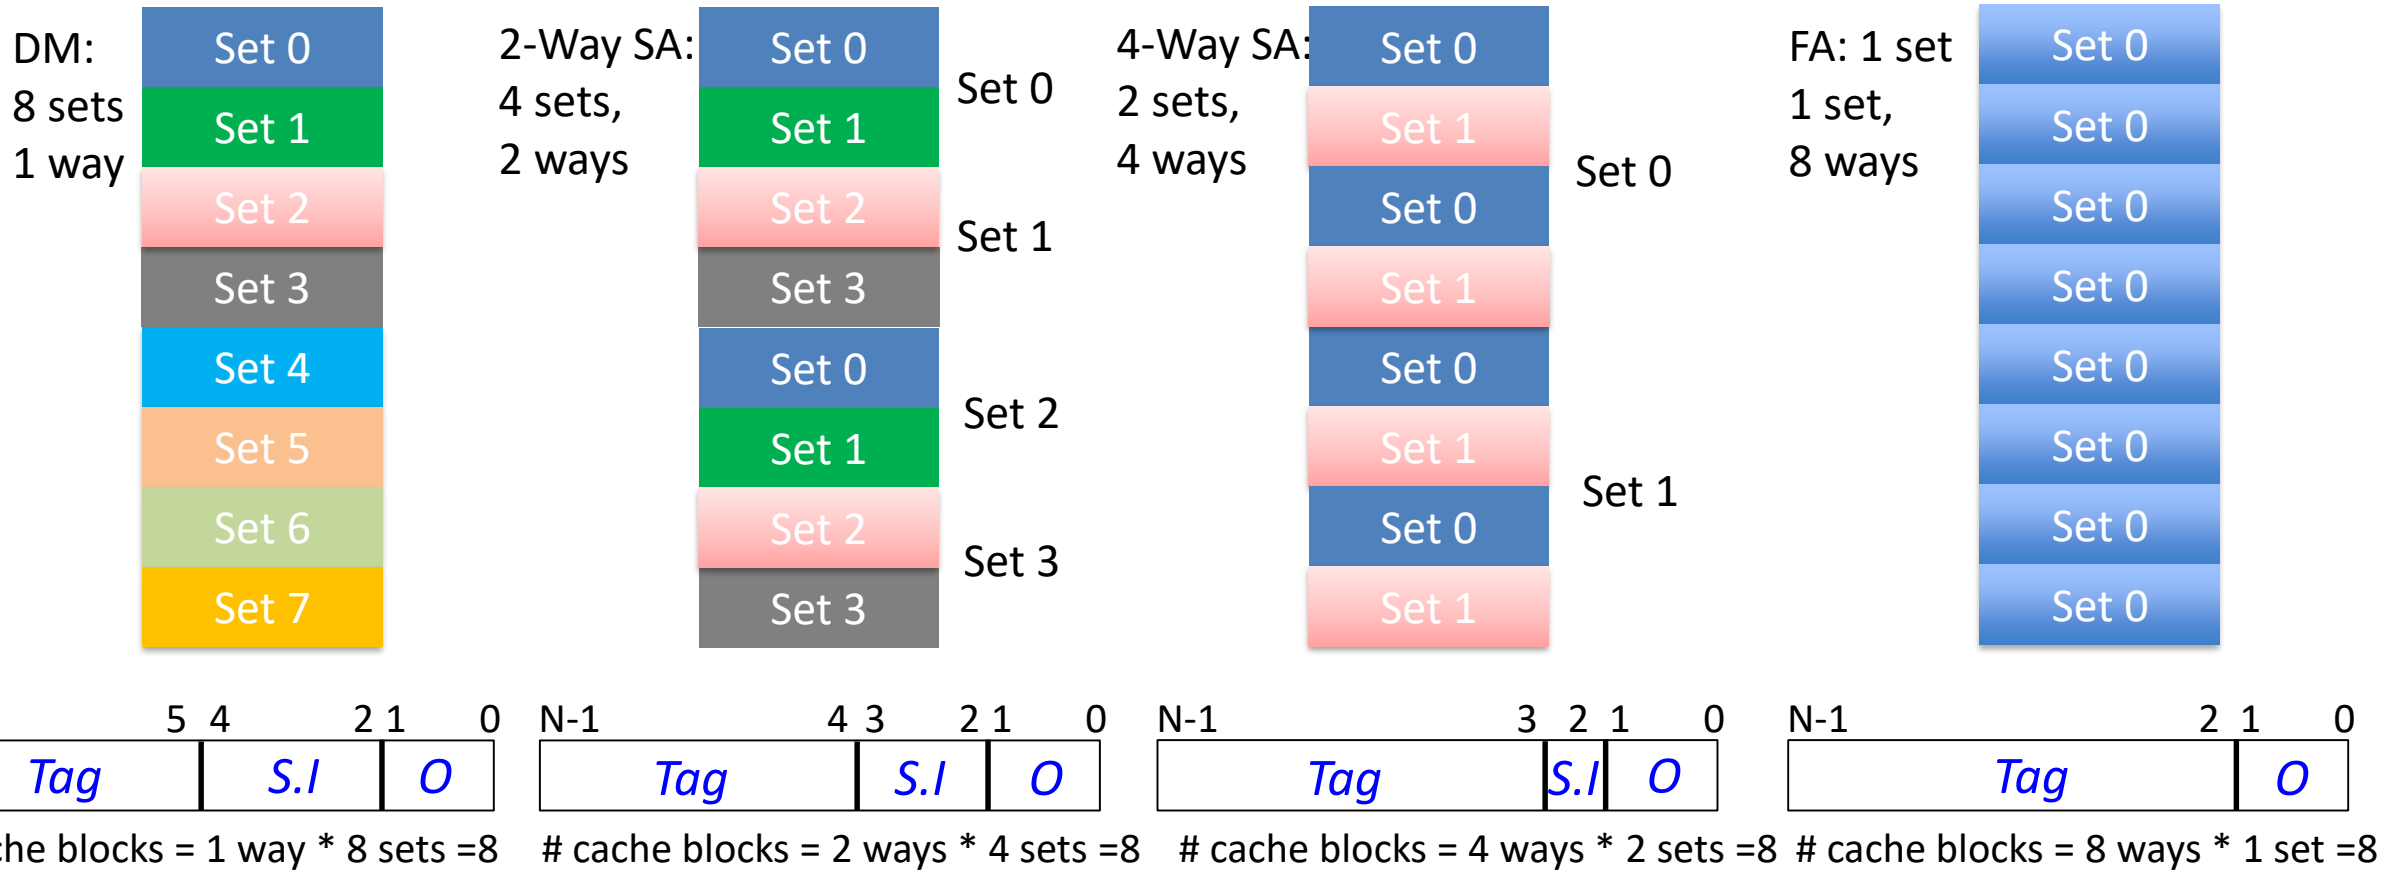 DM:
8 sets
1 way
Set 0
Set 1
Set 2
Set 3
Set 4
Set 5
Set 6
Set 7
5 4 2 1 0
Tag S.I O
che blocks = 1 way * 8 sets =8
2-Way SA:
4 sets,
2 ways
Set 0
Set 1
Set 2
Set 3
Set 0
Set 1
Set 2
Set 3
Set 0
Set 1
Set 2
Set 3
N-1 4 3 2 1 0
Tag S.I O
# cache blocks = 2 ways * 4 sets =8
4-Way SA:
2 sets,
4 ways
Set 0
Set 1
Set 0
Set 1
Set 0
Set 1
Set 0
Set 1
Set 0
Set 1
N-1 3 2 1 0
Tag S.I O
# cache blocks = 4 ways * 2 sets =8
FA: 1 set
1 set,
8 ways
Set 0
Set 0
Set 0
Set 0
Set 0
Set 0
Set 0
Set 0
N-1 2 1 0
Tag O
# cache blocks = 8 ways * 1 set =8